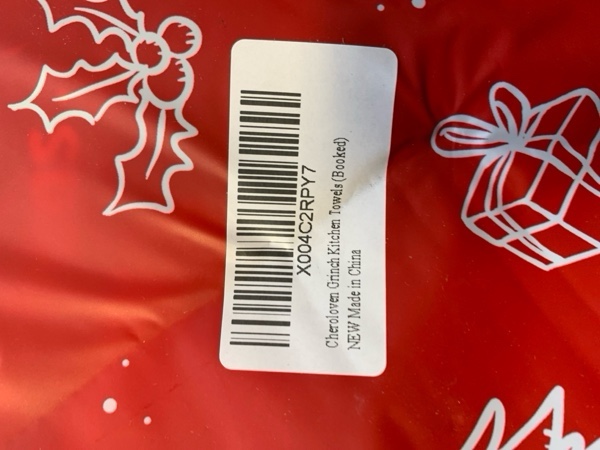 X004C2RPY7
Cheroloven Grinch Kitchen Towels (Booked)
NEW Made in China